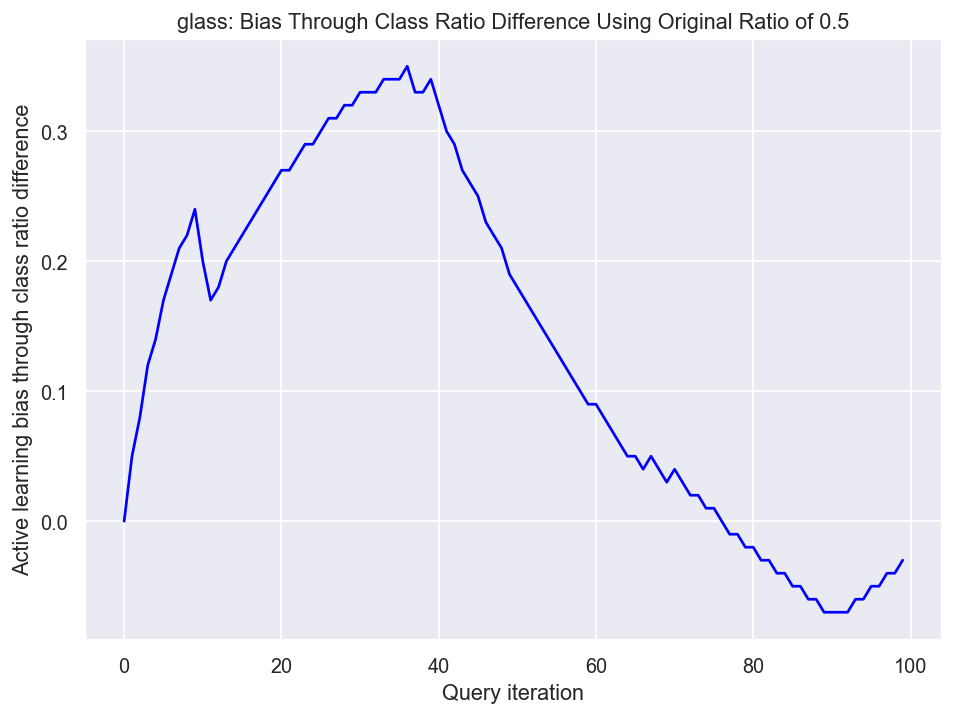 glass: Bias Through Class Ratio Difference Using Original Ratio of 0.5
Active learning bias through class ratio difference
0.3
0.2
0.1
0.0
0 20 40 60 80 100
Query iteration